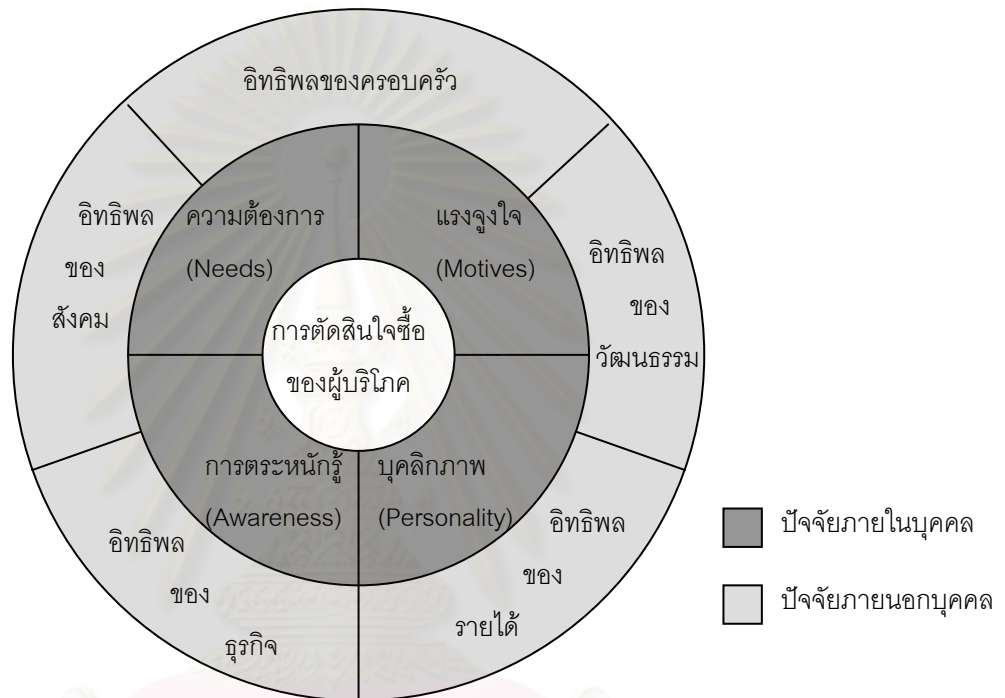 อิทธิพลของครอบครัว
อิทธิพล
ของ
สังคม
ความต้องการ
(Needs)
แรงจูงใจ
(Motives)
อิทธิพล
ของ
วัฒนธรรม
การตัดสินใจซื้อ
ของผู้บริโภค
การตระหนักรู้
(Awareness)
บุคลิกภาพ
(Personality)
อิทธิพล
ของ
ธุรกิจ
อิทธิพล
ของ
รายได้
ปัจจัยภายในบุคคล
ปัจจัยภายนอกบุคคล